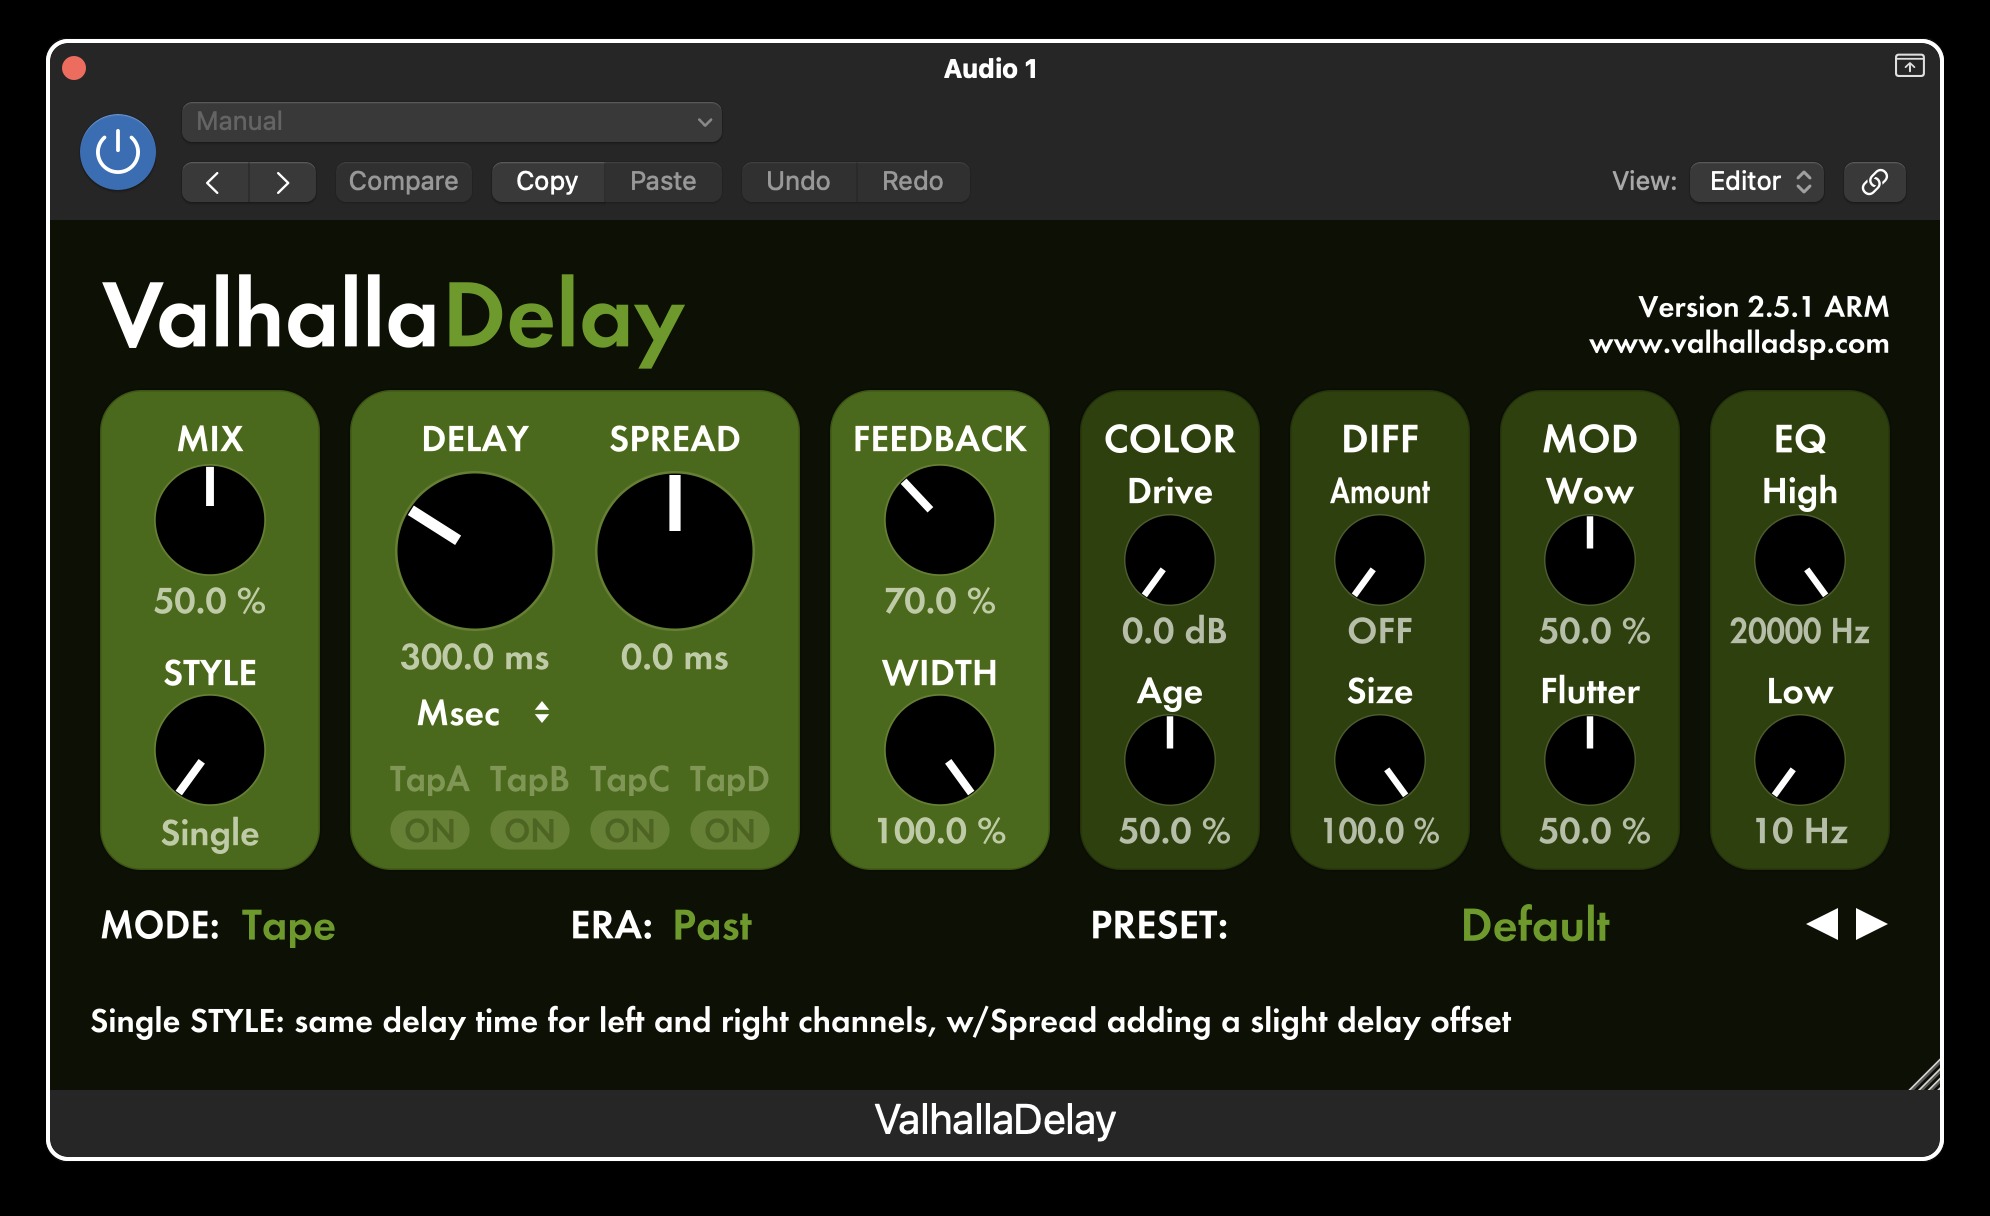 Audio 1
Manual
Compare Copy Paste Undo Redo View: Editor
ValhallaDelay
Version 2.5.1 ARM
www.valhalladsp.com
MIX
50.0 %
STYLE
Single
DELAY SPREAD
300.0 ms 0.0 ms
Msec
TapA TapB TapC TapD
ON ON ON ON
FEEDBACK
70.0 %
WIDTH
100.0 %
COLOR
Drive
0.0 dB
Age
50.0 %
DIFF
Amount
OFF
Size
100.0 %
MOD
Wow
50.0 %
Flutter
50.0 %
EQ
High
20000 Hz
Low
10 Hz
MODE: Tape ERA: Past PRESET: Default
Single STYLE: same delay time for left and right channels, w/Spread adding a slight delay offset
ValhallaDelay